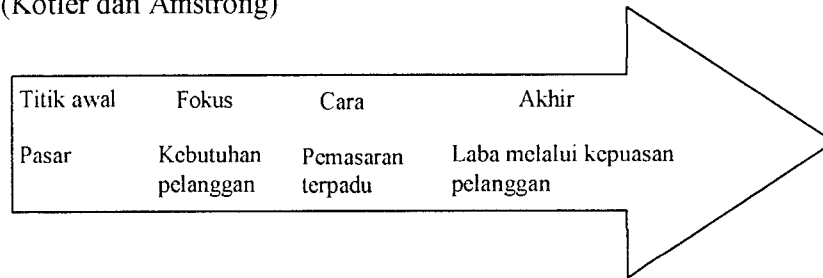 (Kotler dan Amstrong)
Titik awal Fokus Cara Akhir
Pasar Kebutuhan Pemasaran Laba melalui kepuasan
pelanggan terpadu pelanggan